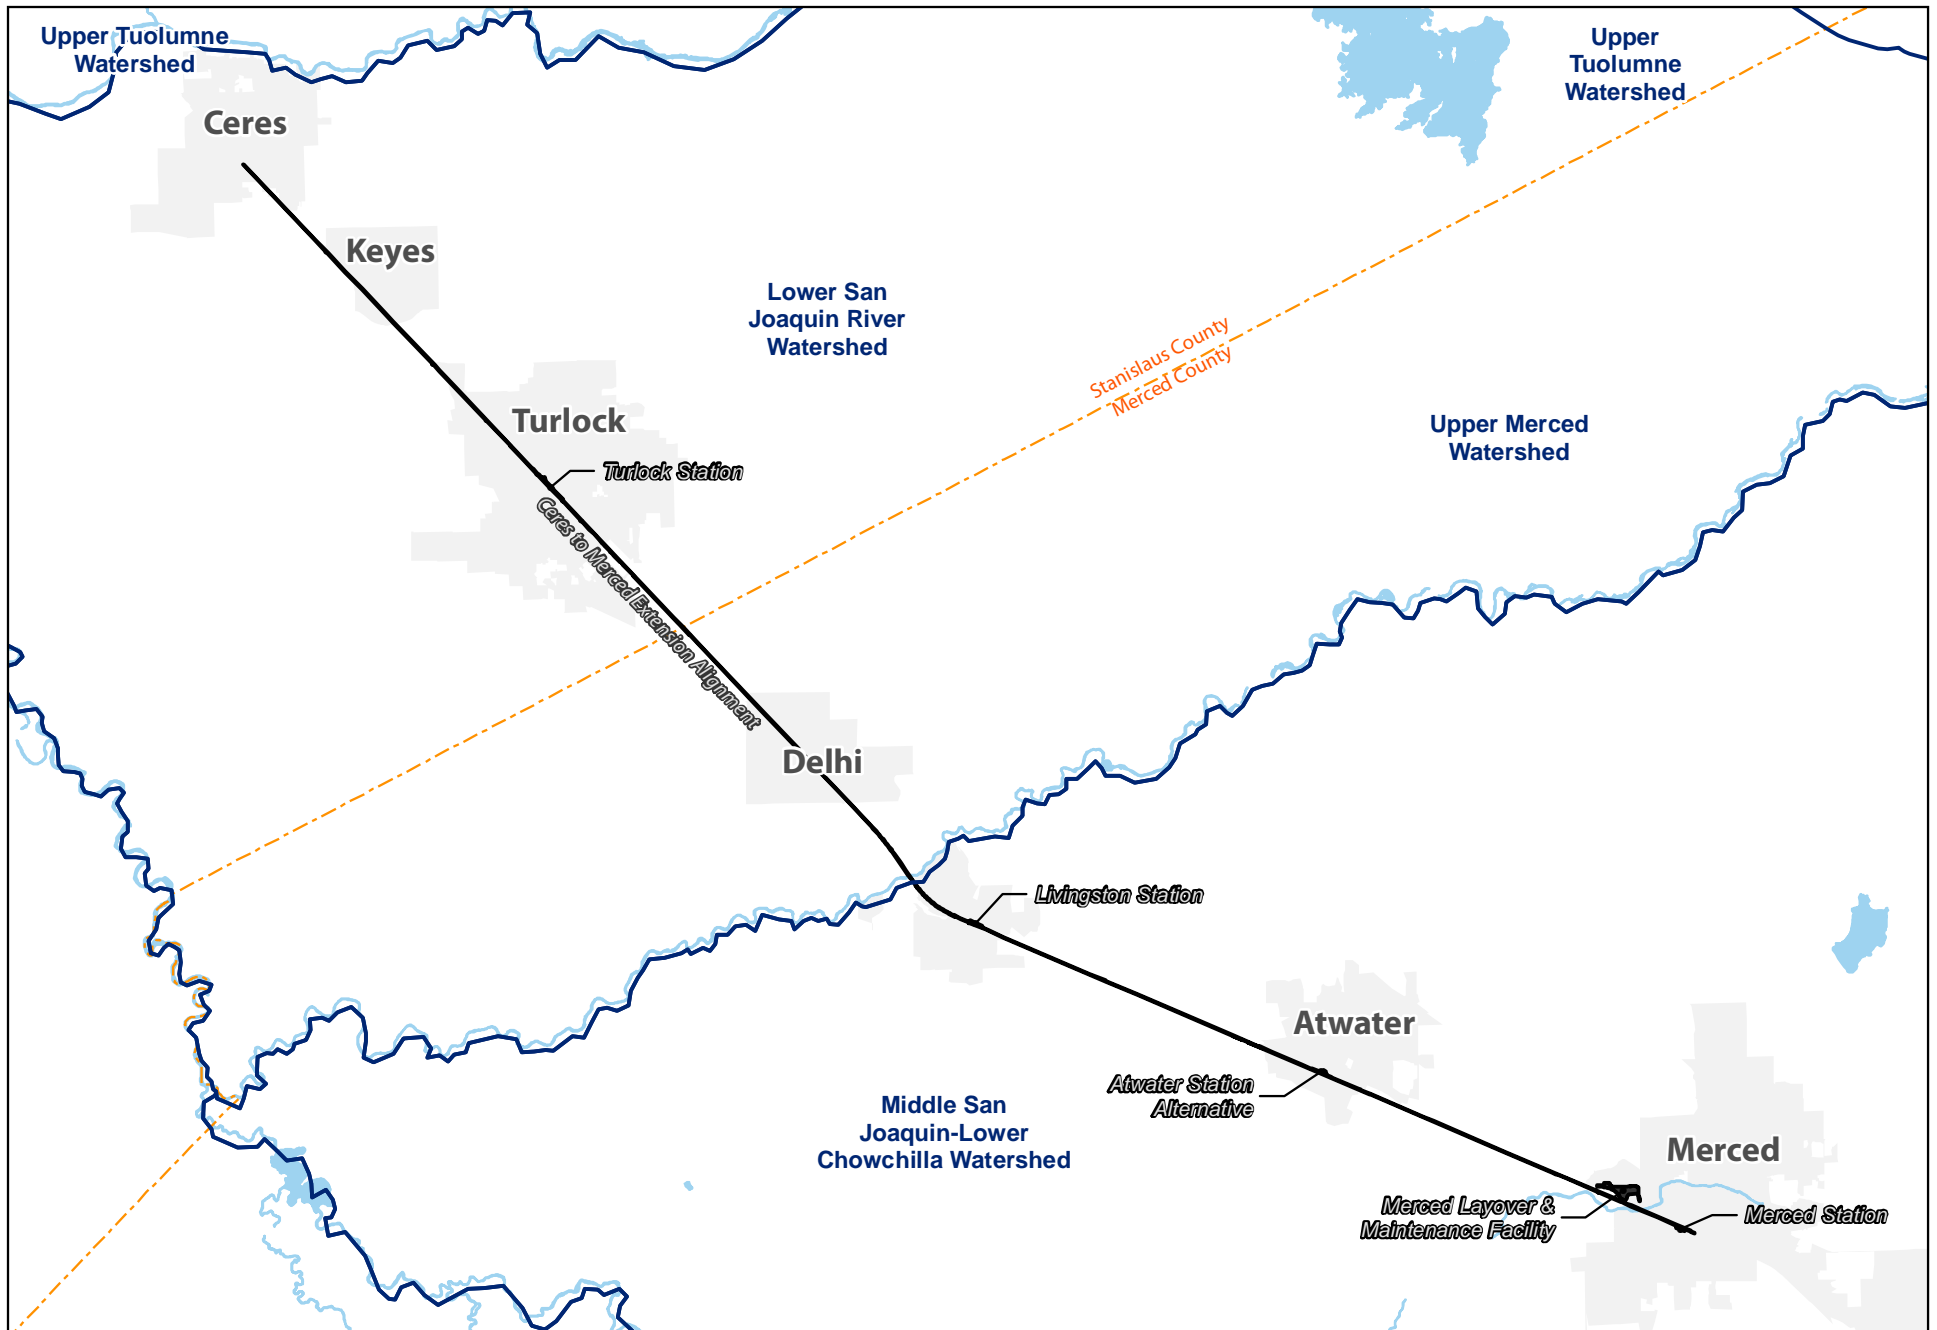 Upper Tuolumne
Watershed
Upper
Tuolumne
Watershed
Ceres
Keyes
Lower San
Joaquin River
Watershed
Stanislaus County
Merced County
Turlock
Upper Merced
Watershed
Turlock Station
Ceres to Merced Extension Alignment
Delhi
Livingston Station
Atwater
Atwater Station
Alternative
Middle San
Joaquin-Lower
Chowchilla Watershed
Merced
Merced Layover &
Maintenance Facility
Merced Station